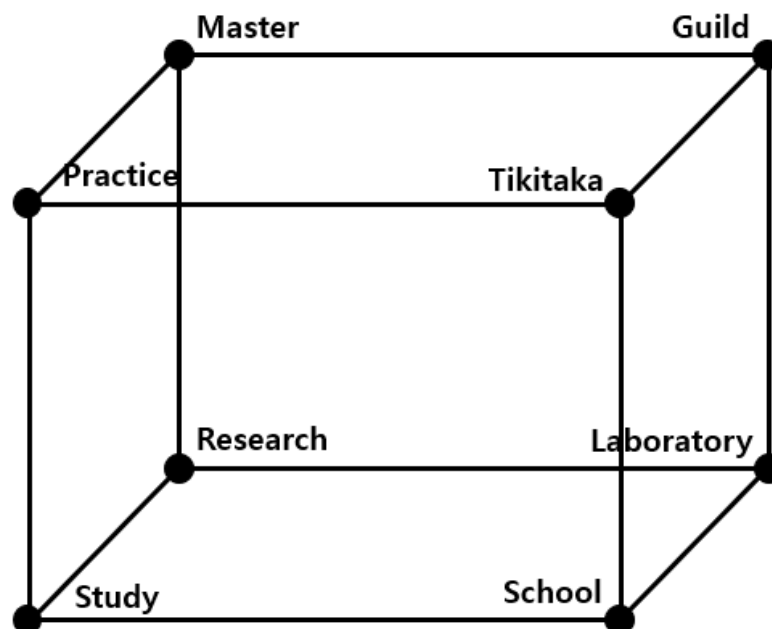 Master
Guild
Practice
Tikitaka
Research
Laboratory
Study
School